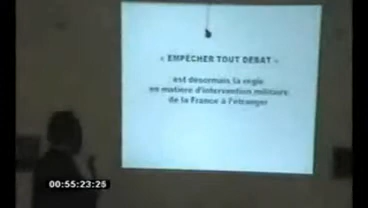 « EMPÊCHER TOUT DEBAT »
est désormais la règle
en matière d'intervention militaire
de la France à l'étranger
00:55:23:25